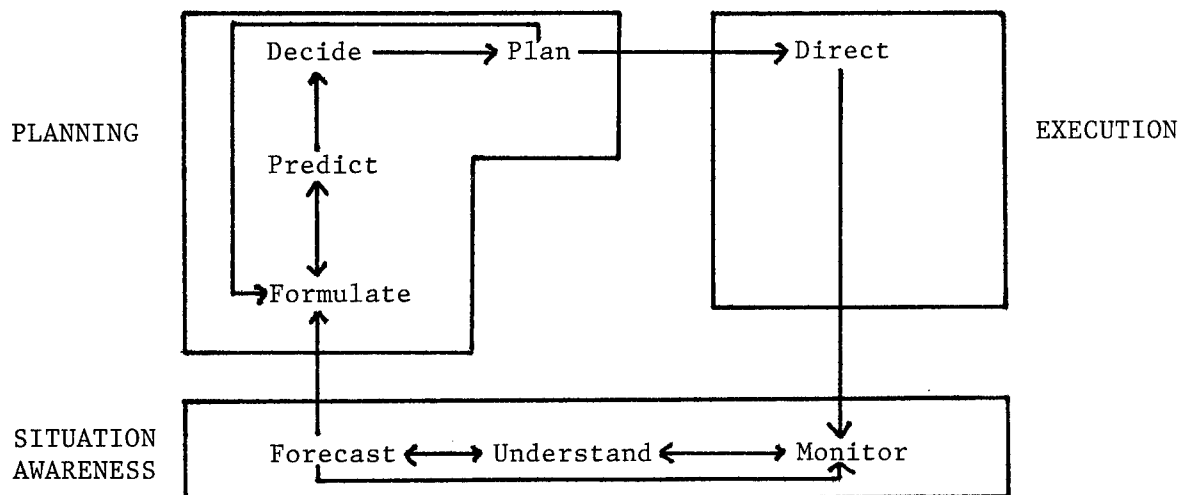 Decide
Plan
Direct
PLANNING
EXECUTION
Predict
Formulate
SITUATION
AWARENESS
Forecast
Understand
Monitor